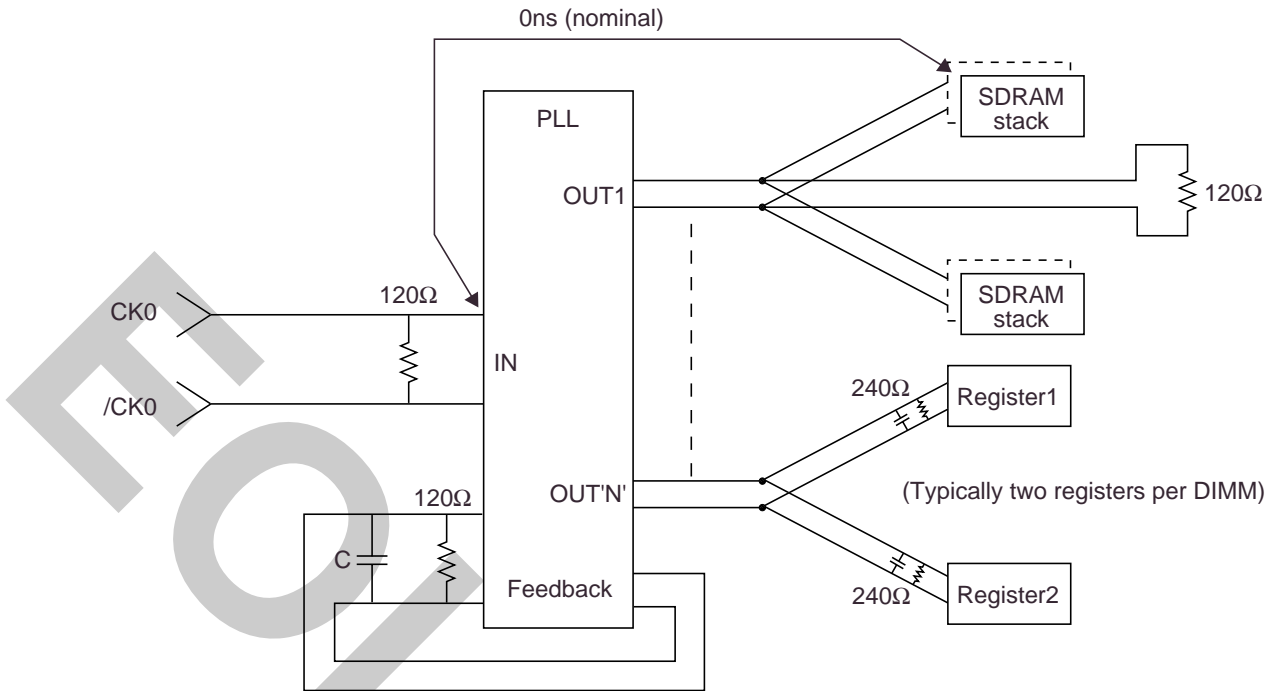 0ns (nominal)
PLL
SDRAM
stack
OUT1
120Ω
SDRAM
stack
CK0
120Ω
IN
/CK0
240Ω
Register1
OUT'N'
(Typically two registers per DIMM)
120Ω
C
Feedback
240Ω
Register2